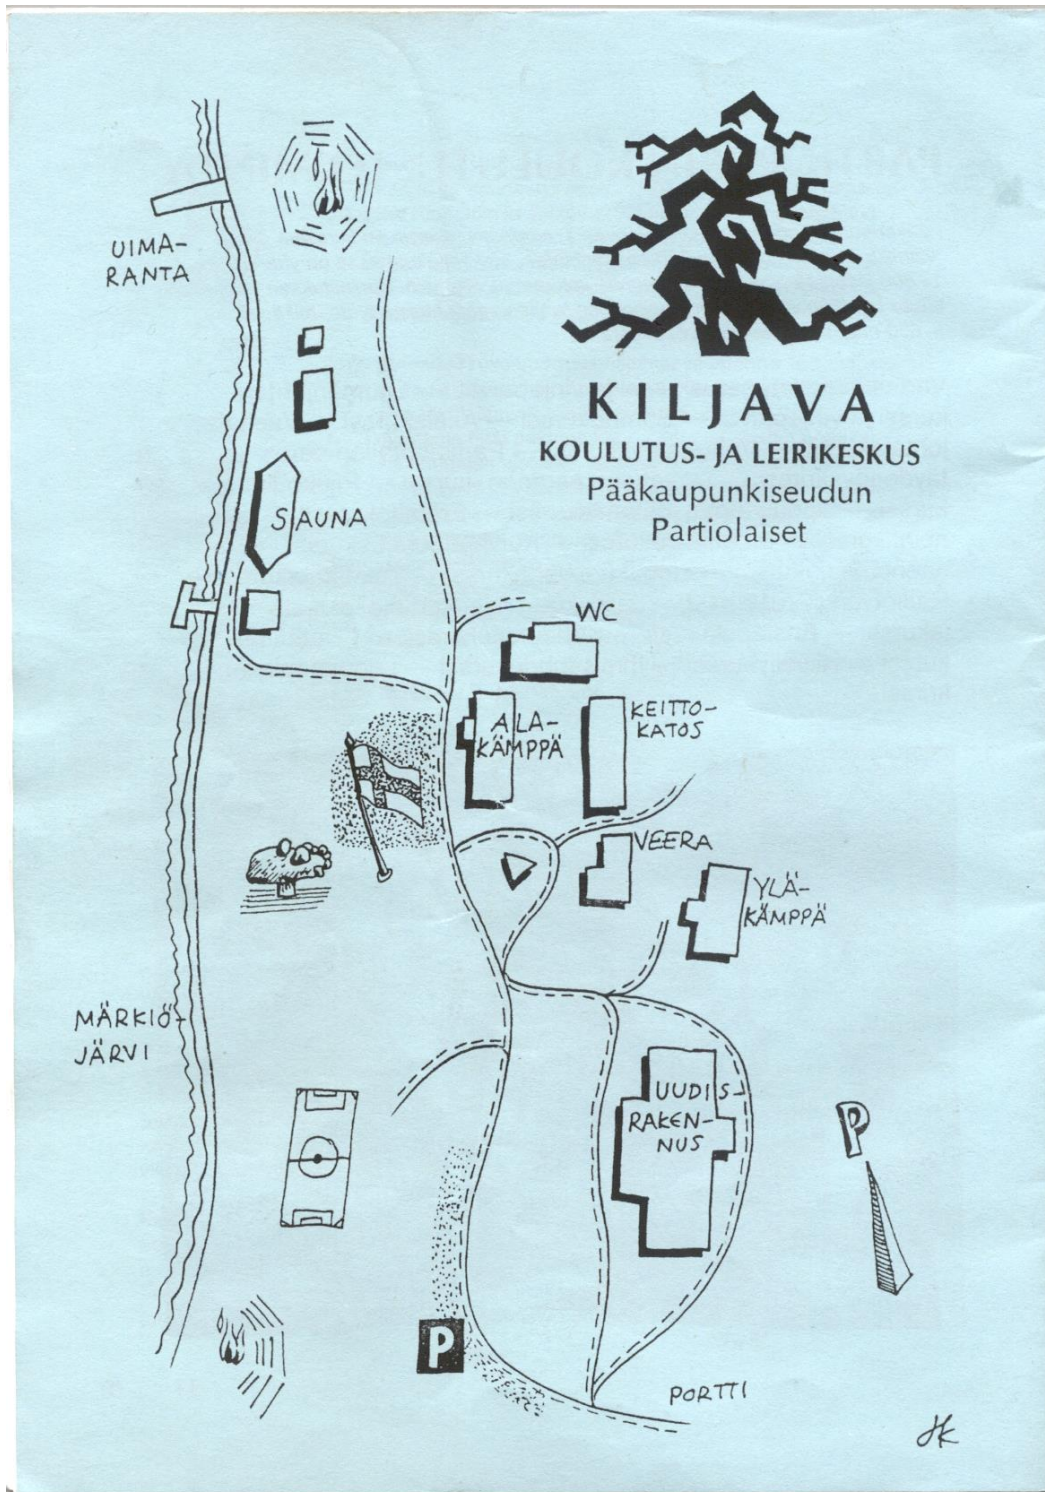 KILJAVA
KOULUTUS- JA LEIRIKESKUS
Pääkaupunkiseudun
Partiolaiset
UIMA-
RANTA
SAUNA
WC
ALA-
KÄMPPÄ
KEITTO-
KATOS
VEERA
YLÄ-
KÄMPPÄ
MÄRKIÖ-
JÄRVI
UUDIS-
RAKEN-
NUS
P
P
PORTTI
HK